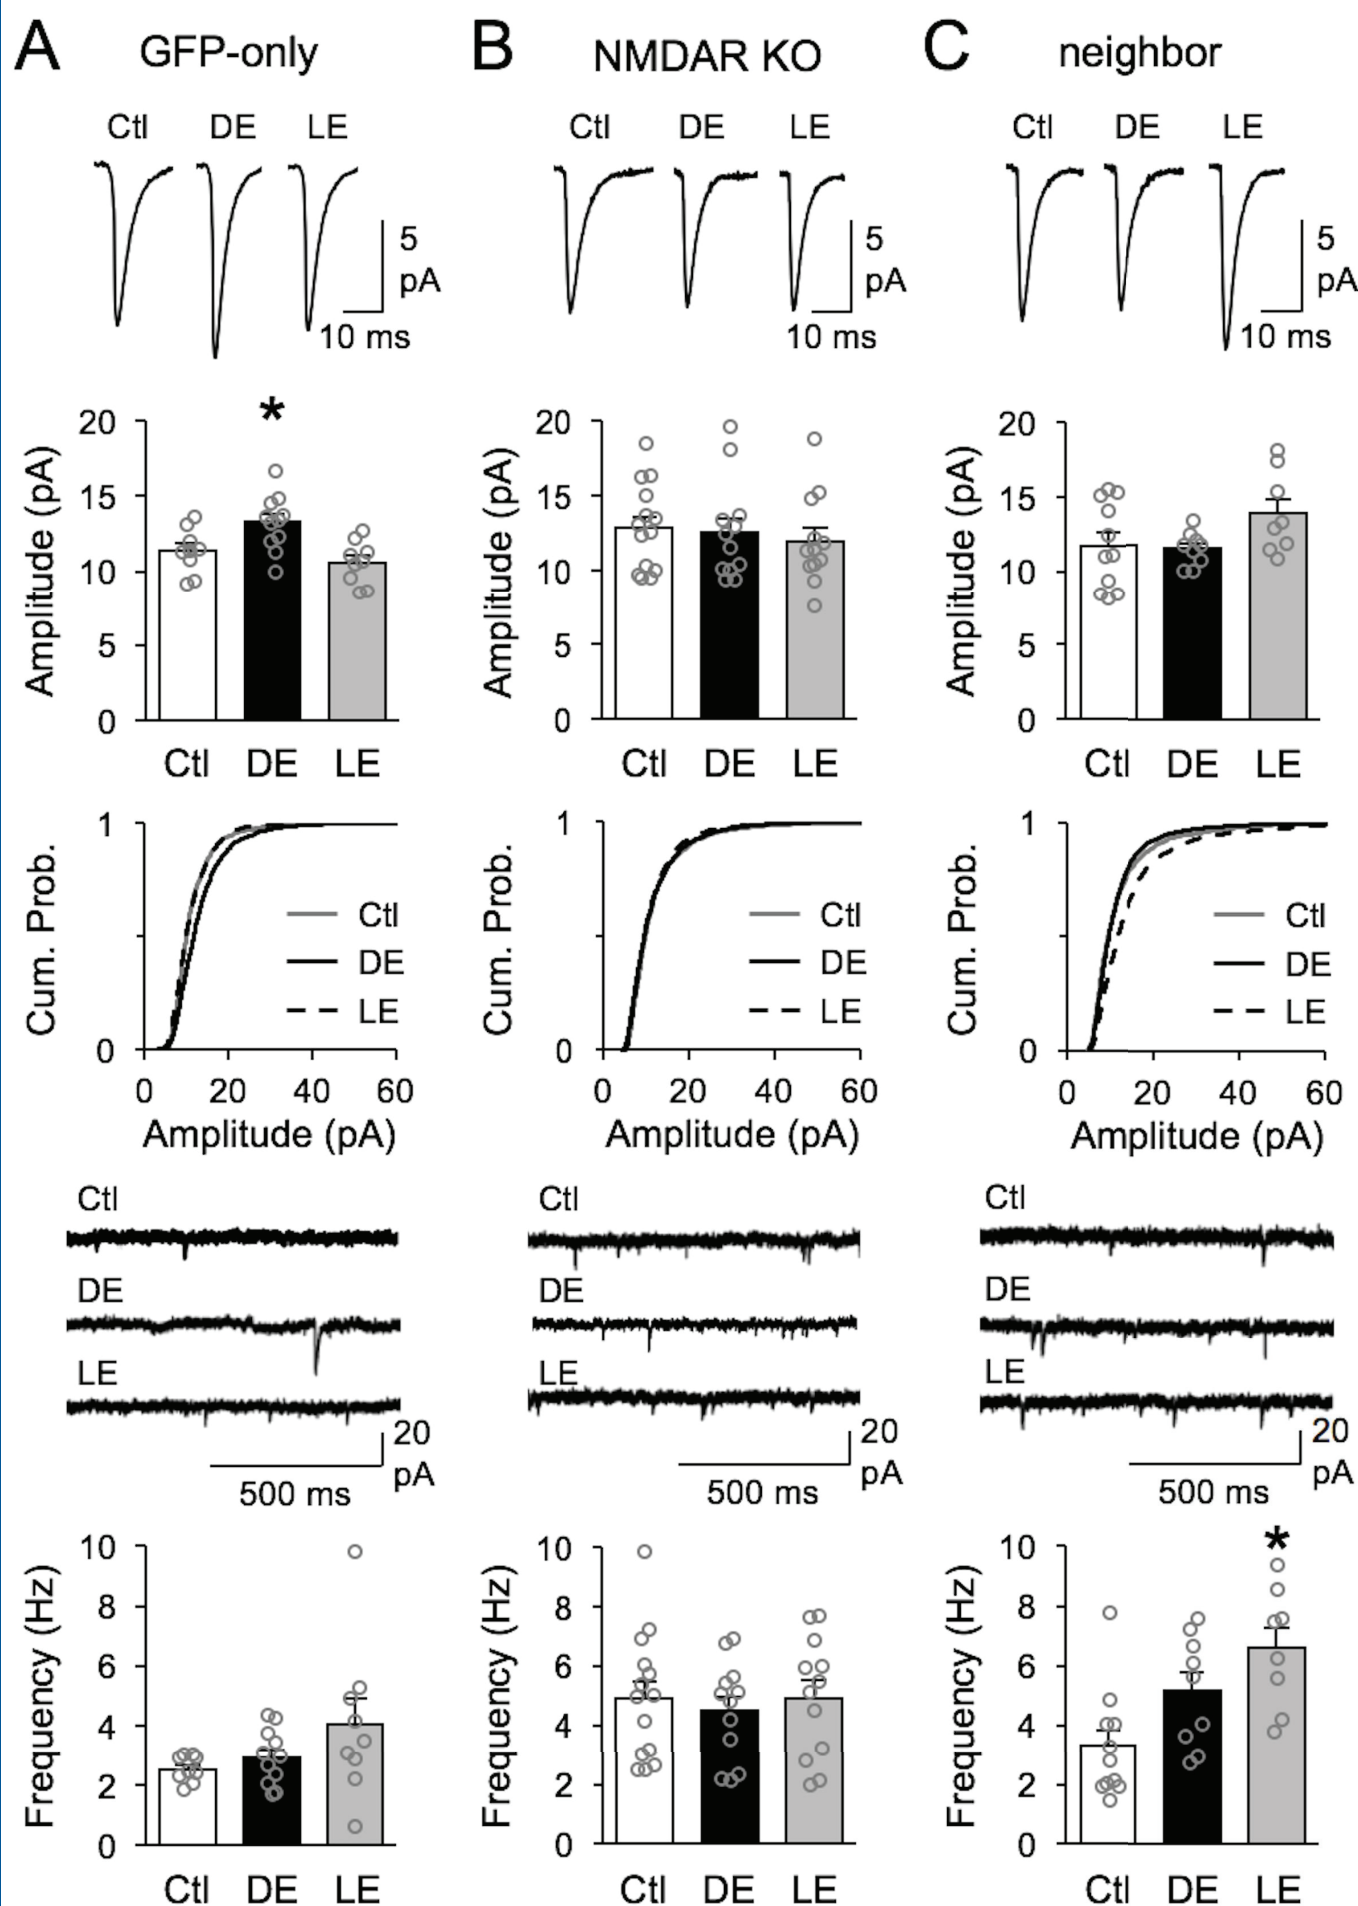 A GFP-only B NMDAR KO C neighbor
Ctl DE LE Ctl DE LE Ctl DE LE
5 pA 5 pA 5 pA
10 ms 10 ms 10 ms
*
Amplitude (pA) 20 15 10 5 0
Ctl DE LE
Amplitude (pA) 20 15 10 5 0
Ctl DE LE
Amplitude (pA) 20 15 10 5 0
Ctl DE LE
Cum. Prob. 1 0
Ctl
DE
LE
0 20 40 60
Amplitude (pA)
Cum. Prob. 1 0
Ctl
DE
LE
0 20 40 60
Amplitude (pA)
Cum. Prob. 1 0
Ctl
DE
LE
0 20 40 60
Amplitude (pA)
Ctl
DE
LE
20 pA
500 ms
Ctl
DE
LE
20 pA
500 ms
Ctl
DE
LE
20 pA
500 ms
Frequency (Hz) 10 8 6 4 2 0
Ctl DE LE
Frequency (Hz) 10 8 6 4 2 0
Ctl DE LE
*
Frequency (Hz) 10 8 6 4 2 0
Ctl DE LE